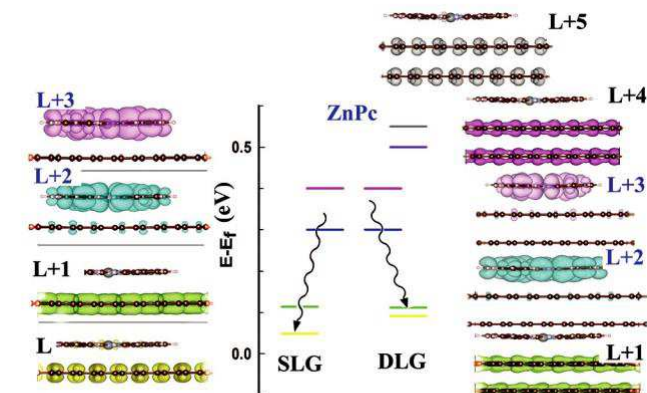 L+5
L+4
L+3
L+2
L+1
ZnPc
L+3
L+2
L+1
L
0.5
0.0
E-Ef (eV)
SLG
DLG